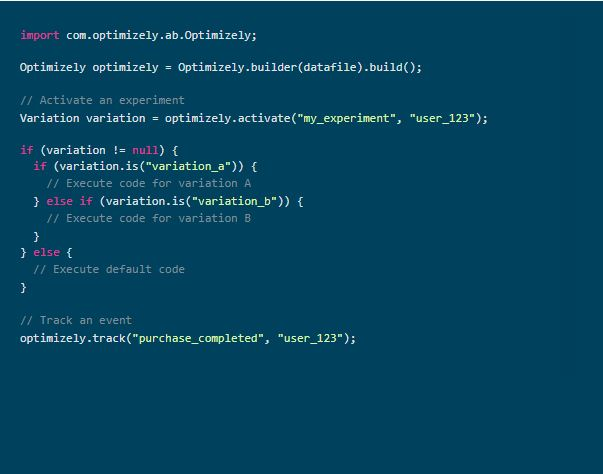 import com.optimizely.ab.Optimizely;
Optimizely optimizely = Optimizely.builder(datafile).build();
// Activate an experiment
Variation variation = optimizely.activate("my_experiment", "user_123");
if (variation != null) {
  if (variation.is("variation_a")) {
    // Execute code for variation A
  } else if (variation.is("variation_b")) {
    // Execute code for variation B
  }
} else {
  // Execute default code
}
// Track an event
optimizely.track("purchase_completed", "user_123");